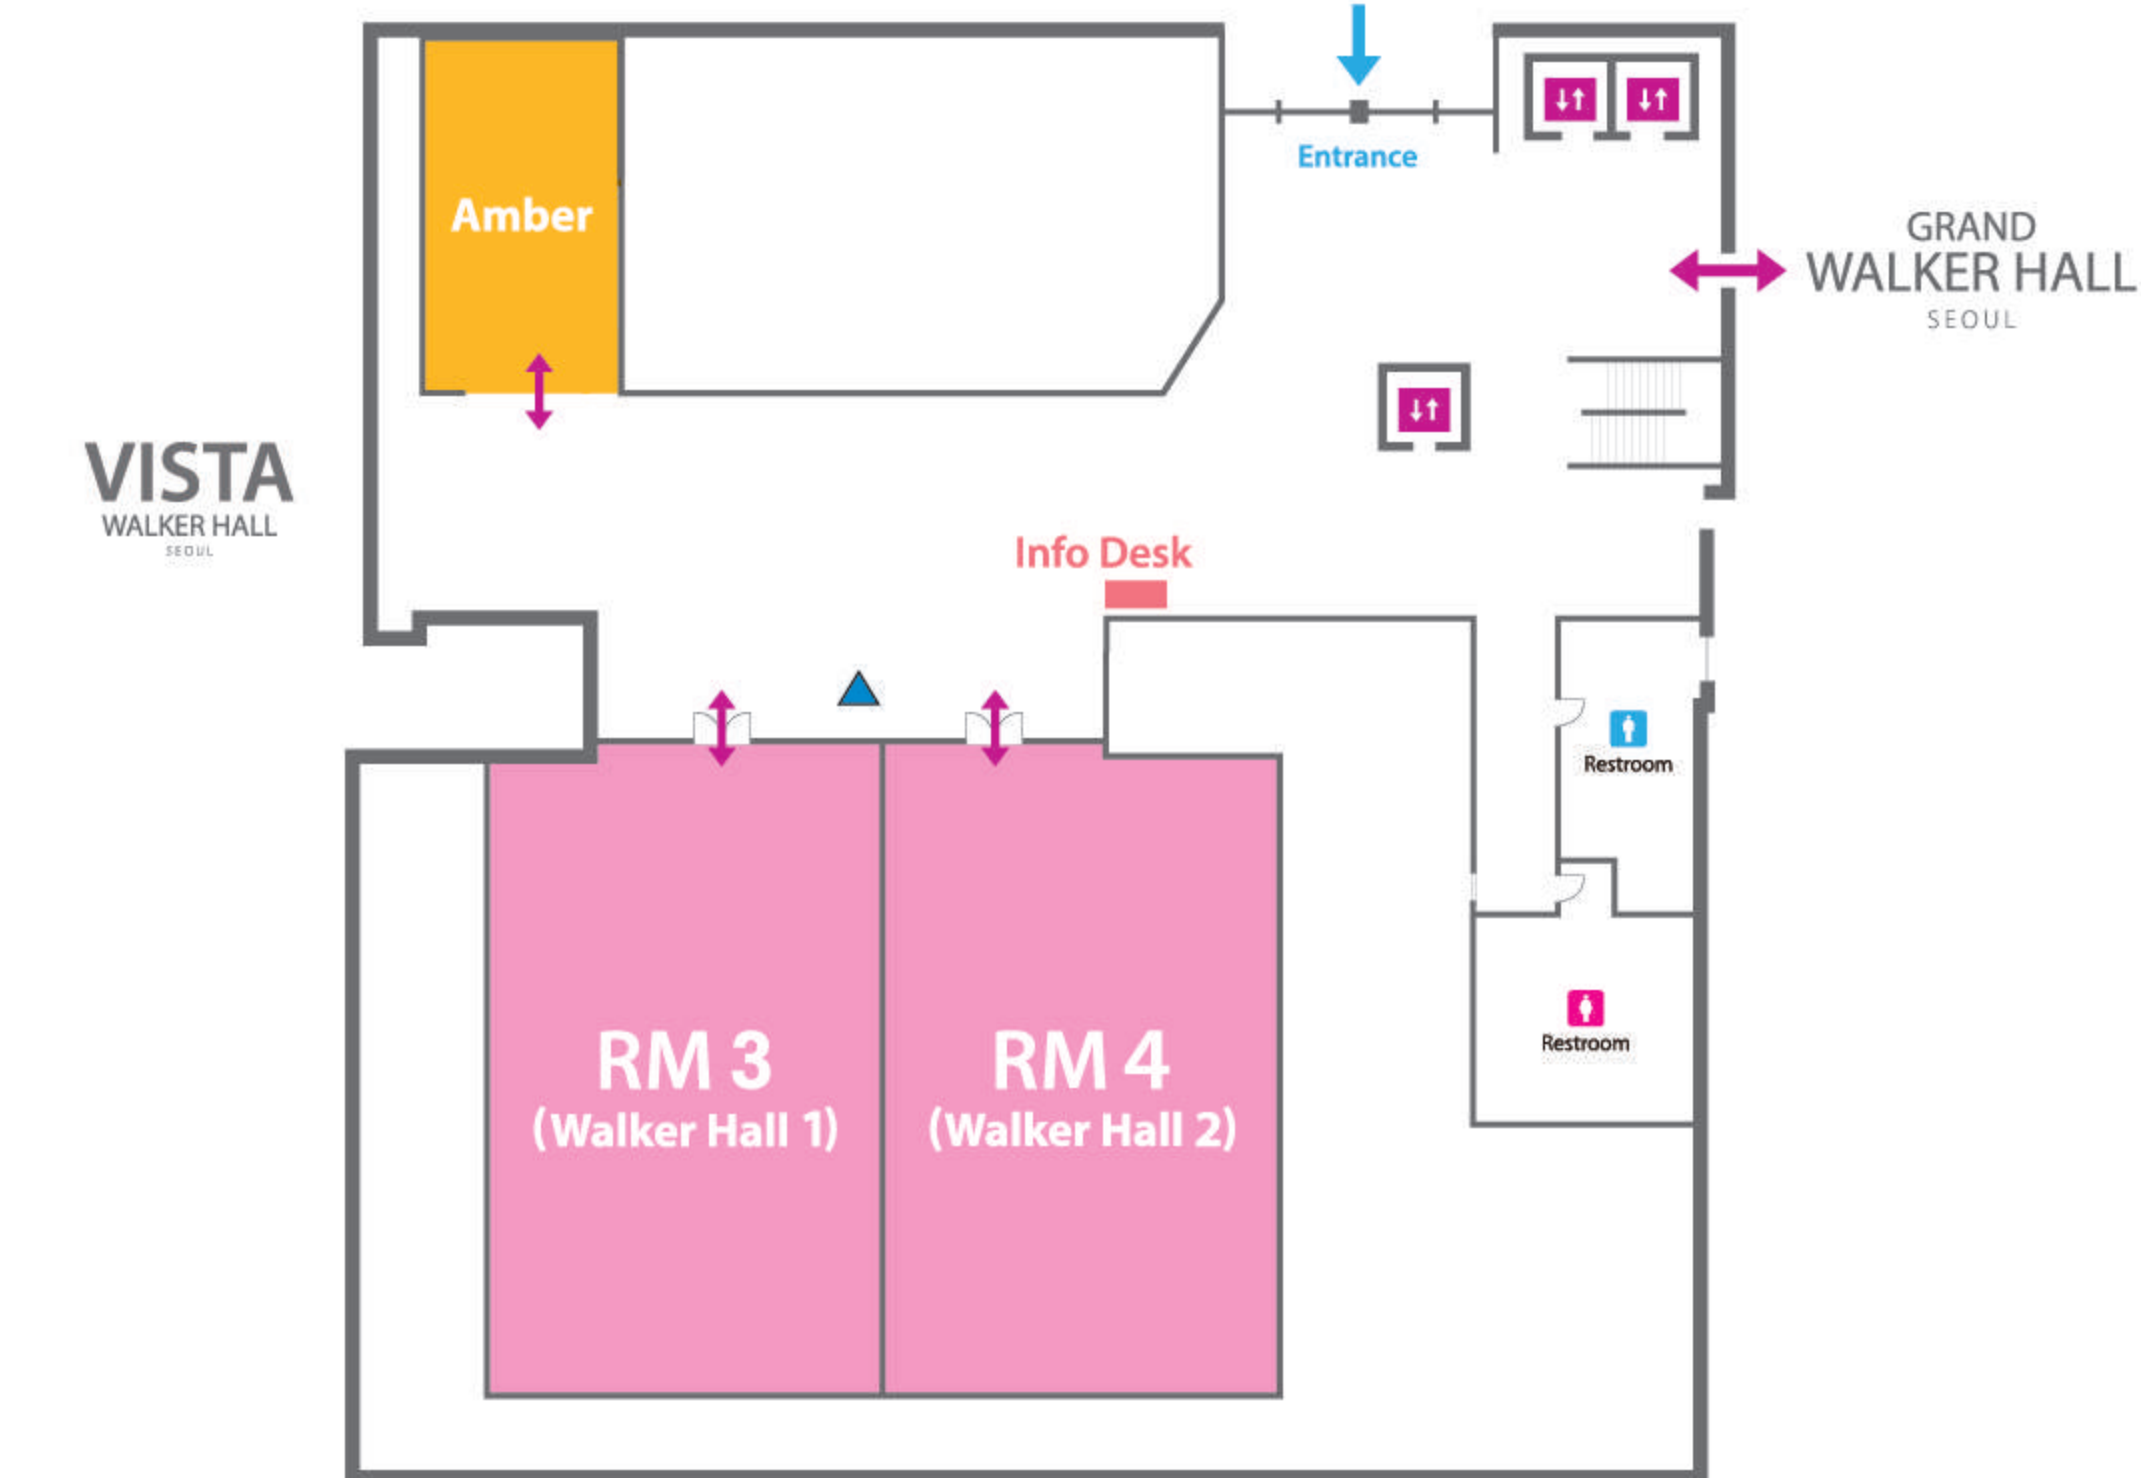 Entrance
Amber
GRAND
WALKER HALL
SEOUL
VISTA
WALKER HALL
SEOUL
Info Desk
Restroom
RM 3
(Walker Hall 1)
RM 4
(Walker Hall 2)
Restroom